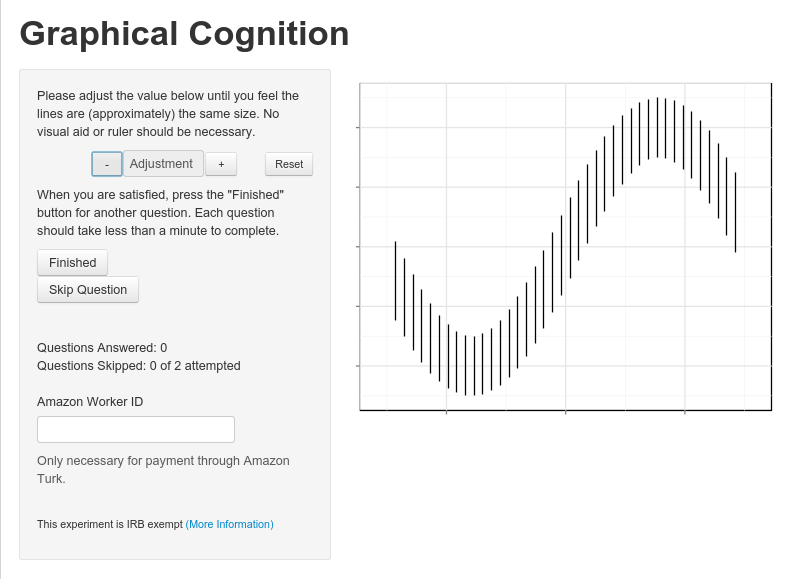 Graphical Cognition
Please adjust the value below until you feel the
lines are (approximately) the same size. No
visual aid or ruler should be necessary.
- Adjustment + Reset
When you are satisfied, press the "Finished"
button for another question. Each question
should take less than a minute to complete.
Finished
Skip Question
Questions Answered: 0
Questions Skipped: 0 of 2 attempted
Amazon Worker ID
Only necessary for payment through Amazon
Turk.
This experiment is IRB exempt (More Information)